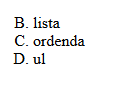 B. lista
C. ordenda
D. ul